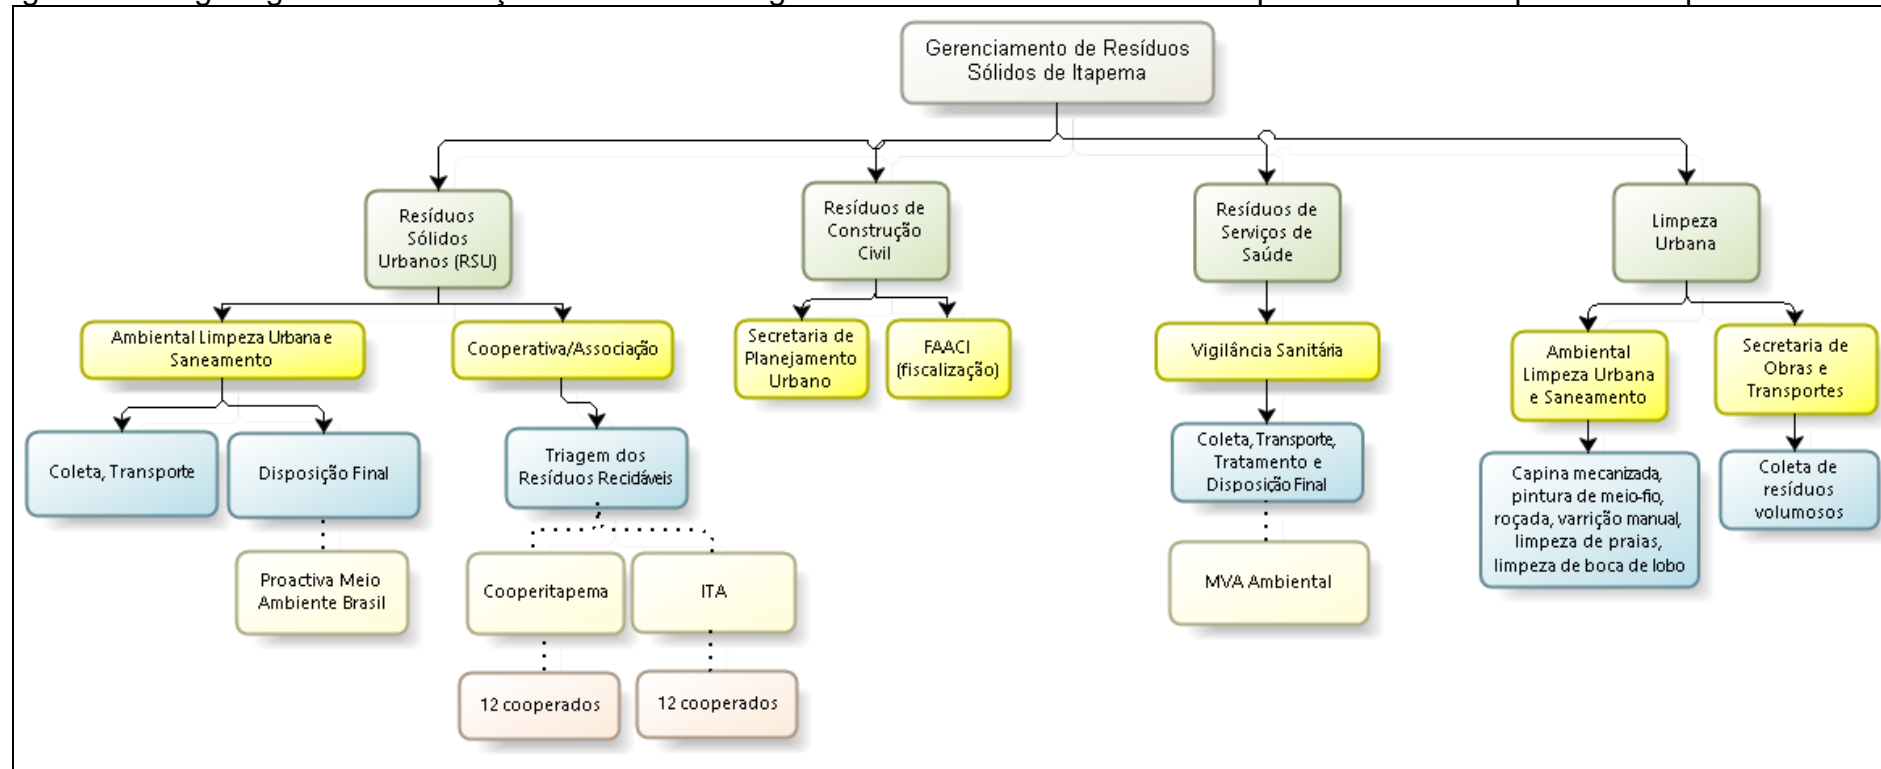 Gerenciamento de Resíduos
Sólidos de Itapema
Resíduos
Sólidos
Urbanos (RSU)
Resíduos de
Construção
Civil
Resíduos de
Serviços de
Saúde
Limpeza
Urbana
Ambiental Limpeza Urbana e
Saneamento
Cooperativa/Associação
Secretaria de
Planejamento
Urbano
FAACI
(fiscalização)
Vigilância Sanitária
Ambiental
Limpeza Urbana
e Saneamento
Secretaria de
Obras e
Transportes
Coleta, Transporte
Disposição Final
Triagem dos
Resíduos Recicláveis
Coleta, Transporte,
Tratamento e
Disposição Final
Capina mecanizada,
pintura de meio-fio,
roçada, varrição manual,
limpeza de praias,
limpeza de boca de lobo
Coleta de
resíduos
volumosos
Proactiva Meio
Ambiente Brasil
Cooperitapema
ITA
MVA Ambiental
12 cooperados
12 cooperados